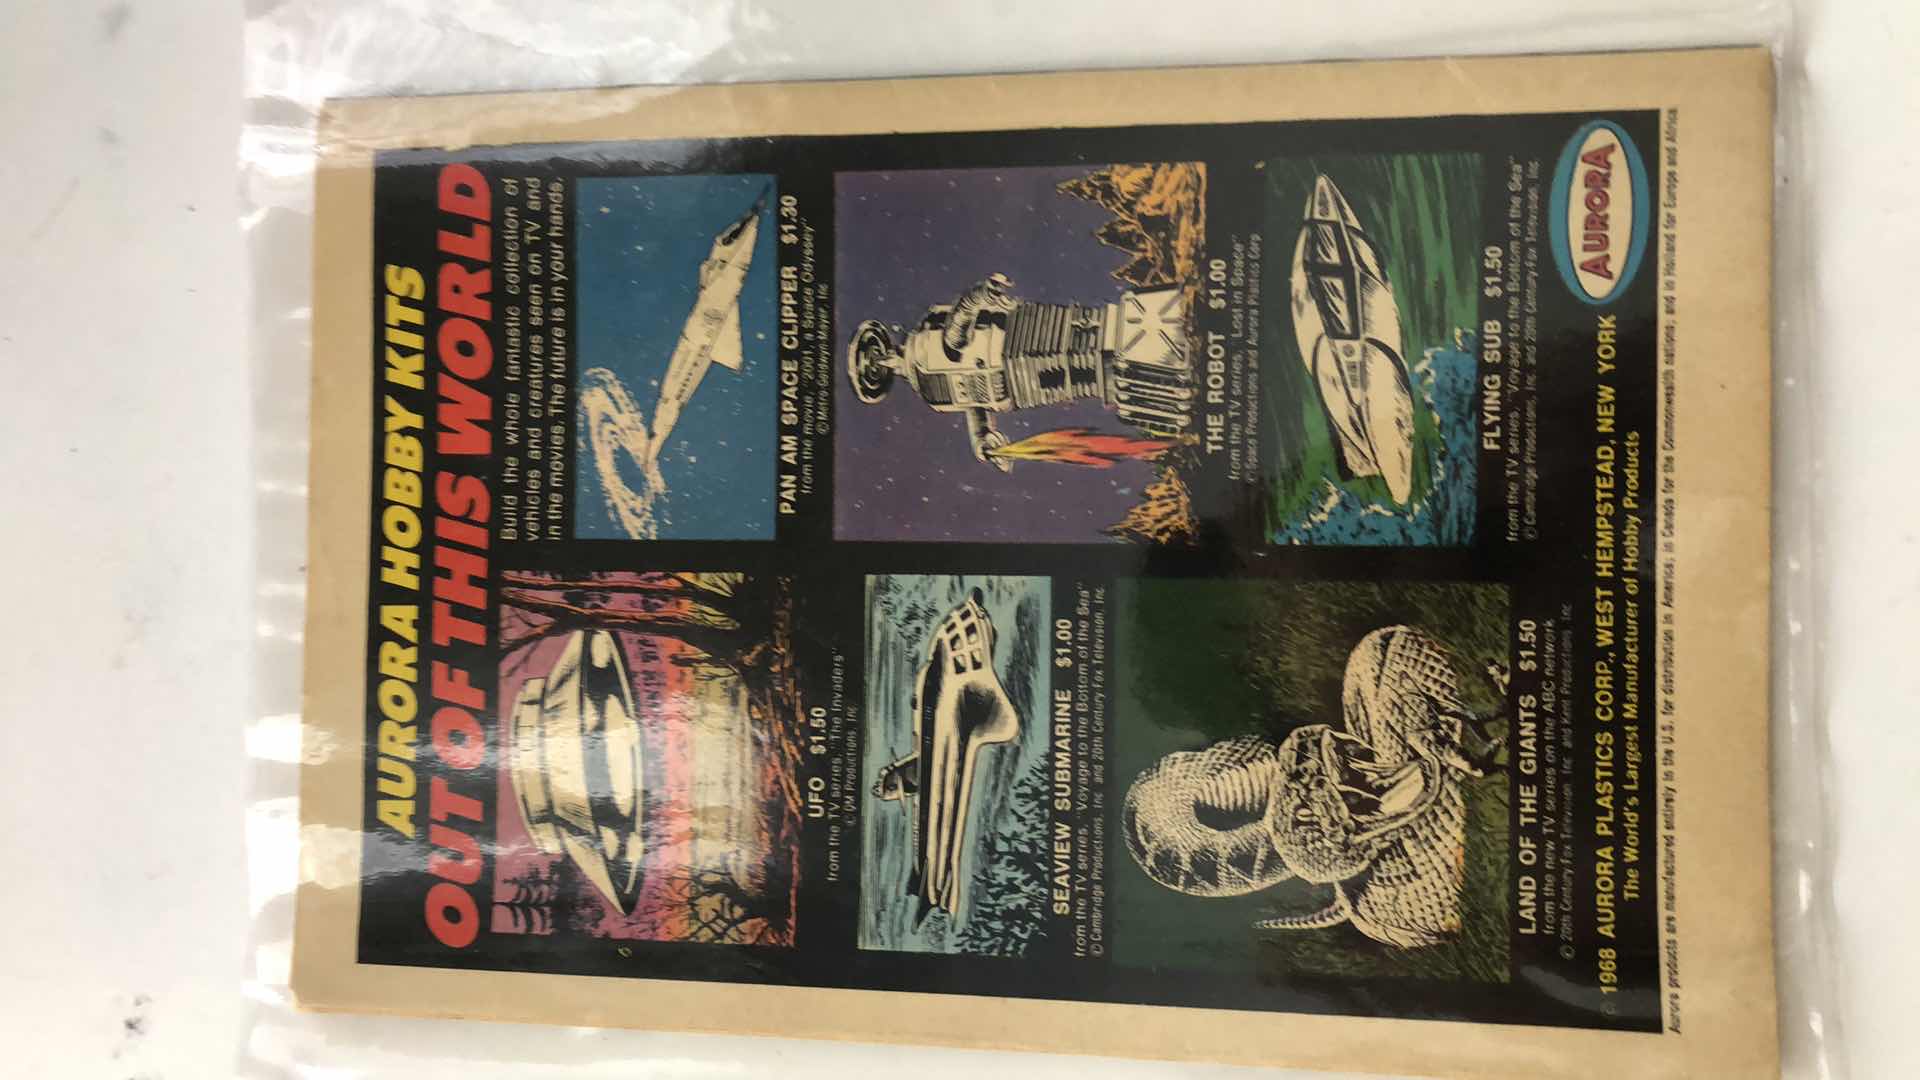 AURORA HOBBY KITS
OUT OF THIS WORLD
Build the whole fantastic collection of
vehicles and creatures seen on TV and
in the movies. The future is in your hands.
UFO $1.50
from the TV series, "The Invaders"
© QM Productions, Inc.
PAN AM SPACE CLIPPER $1.30
from the movie, "2001, a Space Odyssey"
© Metro-Goldwyn-Mayer, Inc.
SEAVIEW SUBMARINE $1.00
from the TV series, "Voyage to the Bottom of the Sea"
© Cambridge Productions, Inc. and 20th Century Fox Television, Inc.
THE ROBOT $1.00
from the TV series, "Lost in Space"
© Space Productions and Aurora Plastics Corp
LAND OF THE GIANTS $1.50
from the new TV series on the ABC network
© 20th Century Fox Television, Inc. and Kent Productions, Inc.
FLYING SUB $1.50
from the TV series, "Voyage to the Bottom of the Sea"
© Cambridge Productions, Inc. and 20th Century Fox Television, Inc.
© 1968 AURORA PLASTICS CORP., WEST HEMPSTEAD, NEW YORK
The World's Largest Manufacturer of Hobby Products
AURORA
Aurora products are manufactured entirely in the U.S. for distribution in America; in Canada for the Commonwealth nations; and in Holland for Europe and Africa